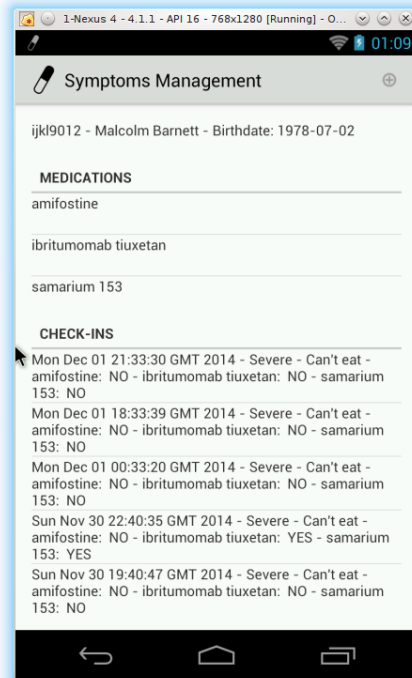 1-Nexus 4 - 4.1.1 - API 16 - 768x1280 [Running] - O...
01:09
Symptoms Management
ijkl9012 - Malcolm Barnett - Birthdate: 1978-07-02
MEDICATIONS
amifostine
ibritumomab tiuxetan
samarium 153
CHECK-INS
Mon Dec 01 21:33:30 GMT 2014 - Severe - Can't eat -
amifostine:  NO - ibritumomab tiuxetan:  NO - samarium
153:  NO
Mon Dec 01 18:33:39 GMT 2014 - Severe - Can't eat -
amifostine:  NO - ibritumomab tiuxetan:  NO - samarium
153:  NO
Mon Dec 01 00:33:20 GMT 2014 - Severe - Can't eat -
amifostine:  NO - ibritumomab tiuxetan:  NO - samarium
153:  NO
Sun Nov 30 22:40:35 GMT 2014 - Severe - Can't eat -
amifostine:  NO - ibritumomab tiuxetan:  YES - samarium
153:  YES
Sun Nov 30 19:40:47 GMT 2014 - Severe - Can't eat -
amifostine:  NO - ibritumomab tiuxetan:  NO - samarium
153:  NO